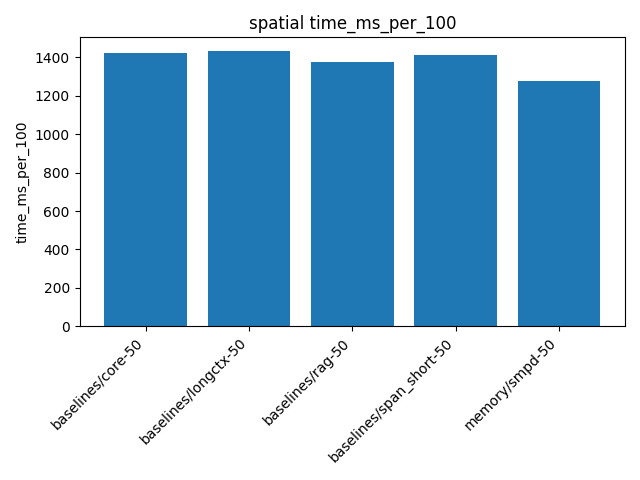 spatial time_ms_per_100
time_ms_per_100
1400
1200
1000
800
600
400
200
0
baselines/core-50
baselines/longctx-50
baselines/rag-50
baselines/span_short-50
memory/smpd-50